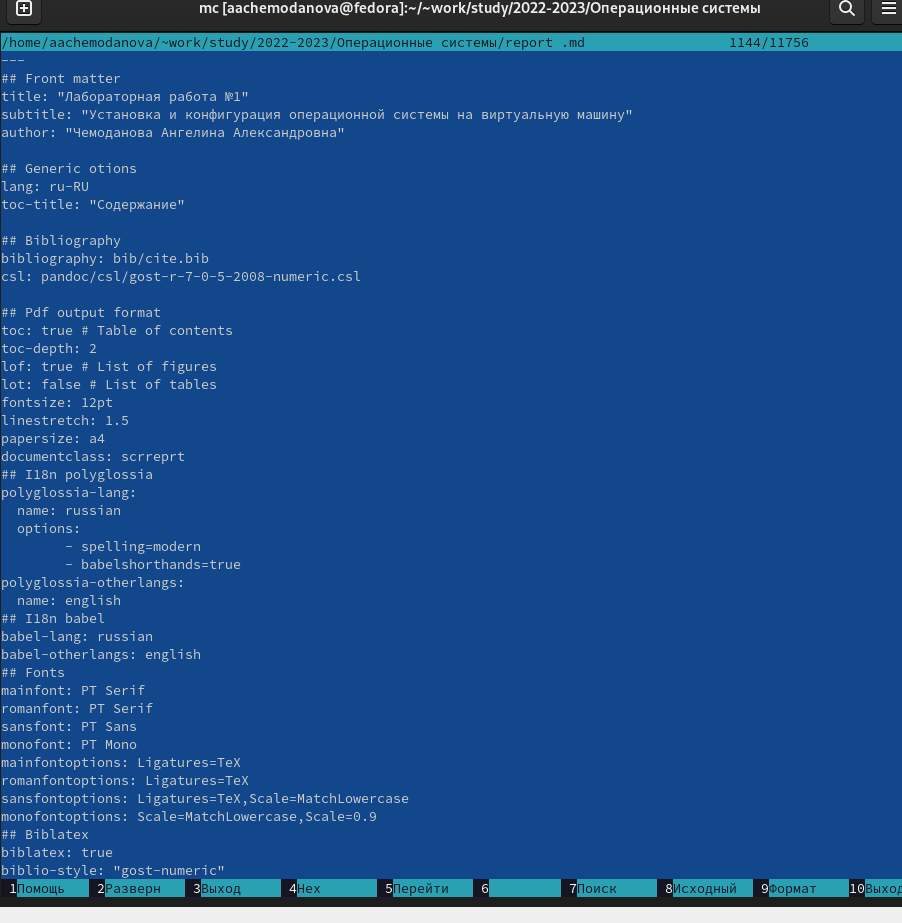 mc [aachemodanova@fedora]:~/~work/study/2022-2023/Операционные системы
/home/aachemodanova/~work/study/2022-2023/Операционные системы/report .md 1144/11756
---
## Front matter
title: "Лабораторная работа №1"
subtitle: "Установка и конфигурация операционной системы на виртуальную машину"
author: "Чемоданова Ангелина Александровна"

## Generic otions
lang: ru-RU
toc-title: "Содержание"

## Bibliography
bibliography: bib/cite.bib
csl: pandoc/csl/gost-r-7-0-5-2008-numeric.csl

## Pdf output format
toc: true # Table of contents
toc-depth: 2
lof: true # List of figures
lot: false # List of tables
fontsize: 12pt
linestretch: 1.5
papersize: a4
documentclass: scrreprt
## I18n polyglossia
polyglossia-lang:
  name: russian
  options:
        - spelling=modern
        - babelshorthands=true
polyglossia-otherlangs:
  name: english
## I18n babel
babel-lang: russian
babel-otherlangs: english
## Fonts
mainfont: PT Serif
romanfont: PT Serif
sansfont: PT Sans
monofont: PT Mono
mainfontoptions: Ligatures=TeX
romanfontoptions: Ligatures=TeX
sansfontoptions: Ligatures=TeX,Scale=MatchLowercase
monofontoptions: Scale=MatchLowercase,Scale=0.9
## Biblatex
biblatex: true
biblio-style: "gost-numeric"
1Помощь 2Разверн 3Выход 4Hex 5Перейти 6 7Поиск 8Исходный 9Формат 10Выход